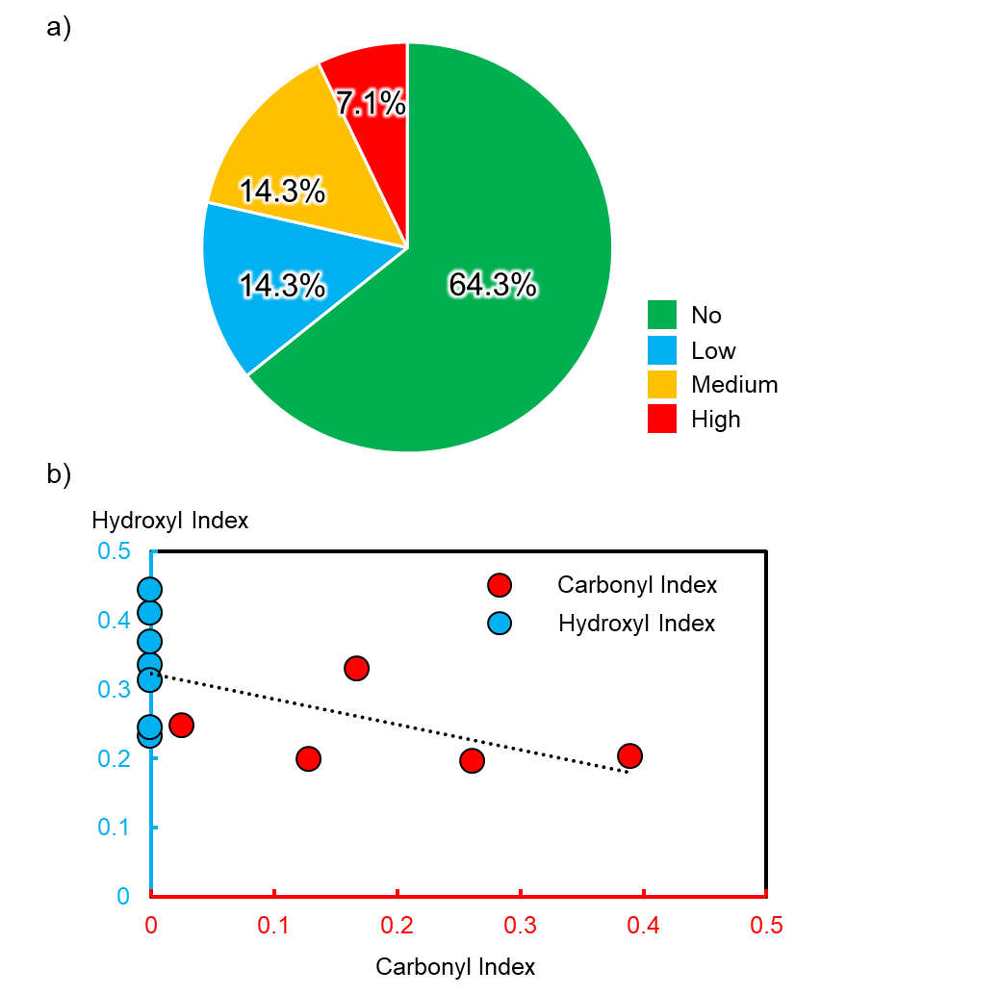 a)
7.1%
14.3%
14.3%
64.3%
No
Low
Medium
High
b)
Hydroxyl Index
0.5
0.4
0.3
0.2
0.1
0
Carbonyl Index
Hydroxyl Index
0
0.1
0.2
0.3
0.4
0.5
Carbonyl Index